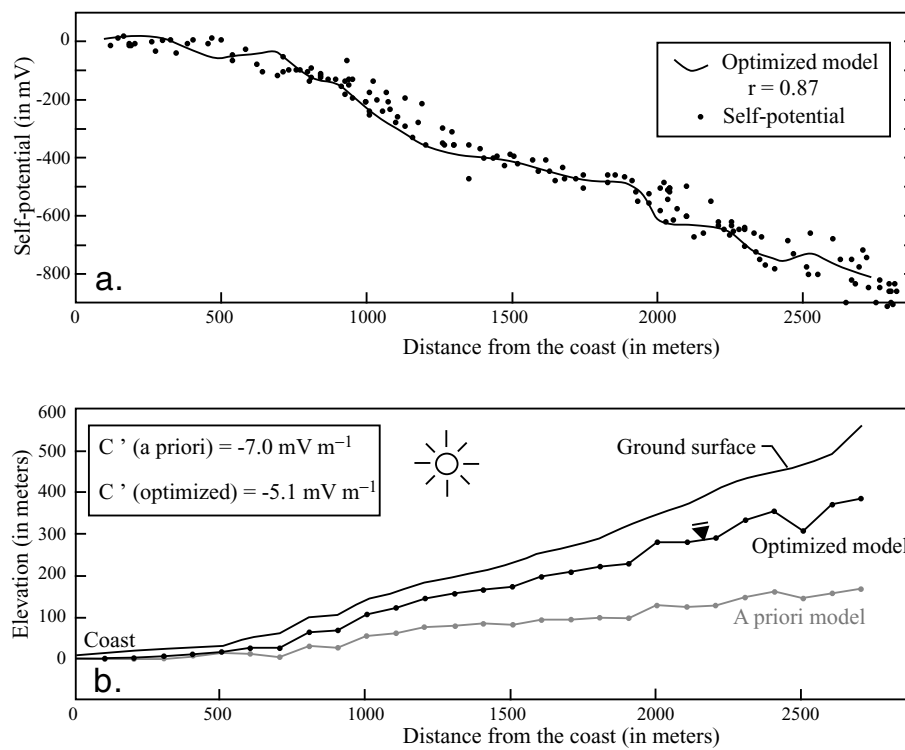 0
-200
-400
-600
-800
Self-potential (in mV)
Optimized model
r = 0.87
Self-potential
a.
0 500 1000 1500 2000 2500
Distance from the coast (in meters)
600
500
400
300
200
100
0
Elevation (in meters)
C ’ (a priori) = -7.0 mV m⁻¹
C ’ (optimized) = -5.1 mV m⁻¹
Ground surface
Optimized model
A priori model
Coast
b.
0 500 1000 1500 2000 2500
Distance from the coast (in meters)